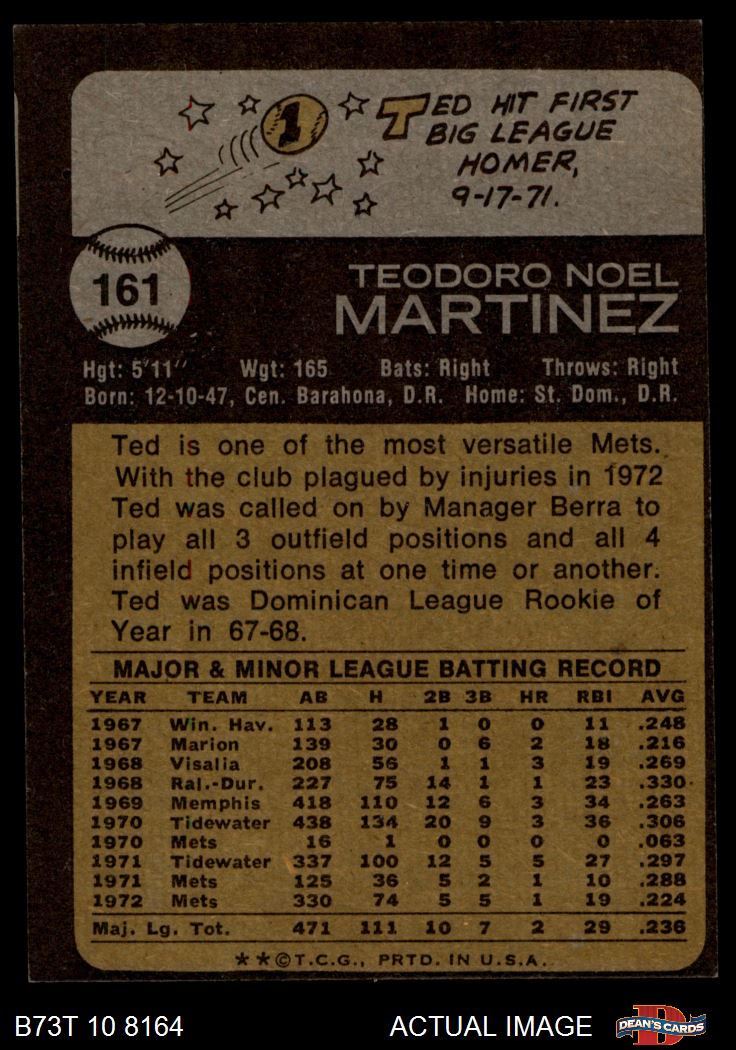 1
TED HIT FIRST
BIG LEAGUE
HOMER,
9-17-71.
161
TEODORO NOEL
MARTINEZ
Hgt: 5'11" Wgt: 165 Bats: Right Throws: Right
Born: 12-10-47, Cen. Barahona, D.R. Home: St. Dom., D.R.
Ted is one of the most versatile Mets.
With the club plagued by injuries in 1972
Ted was called on by Manager Berra to
play all 3 outfield positions and all 4
infield positions at one time or another.
Ted was Dominican League Rookie of
Year in 67-68.
MAJOR & MINOR LEAGUE BATTING RECORD
YEAR TEAM AB H 2B 3B HR RBI AVG
1967 Win. Hav. 113 28 1 0 0 11 .248
1967 Marion 139 30 0 6 2 18 .216
1968 Visalia 208 56 1 1 3 19 .269
1968 Ral.-Dur. 227 75 14 1 1 23 .330
1969 Memphis 418 110 12 6 3 34 .263
1970 Tidewater 438 134 20 9 3 36 .306
1970 Mets 16 1 0 0 0 0 .063
1971 Tidewater 337 100 12 5 5 27 .297
1971 Mets 125 36 5 2 1 10 .288
1972 Mets 330 74 5 5 1 19 .224
Maj. Lg. Tot. 471 111 10 7 2 29 .236
★★©T.C.G., PRTD. IN U.S.A.
B73T 10 8164 ACTUAL IMAGE
D
DEAN'S CARDS